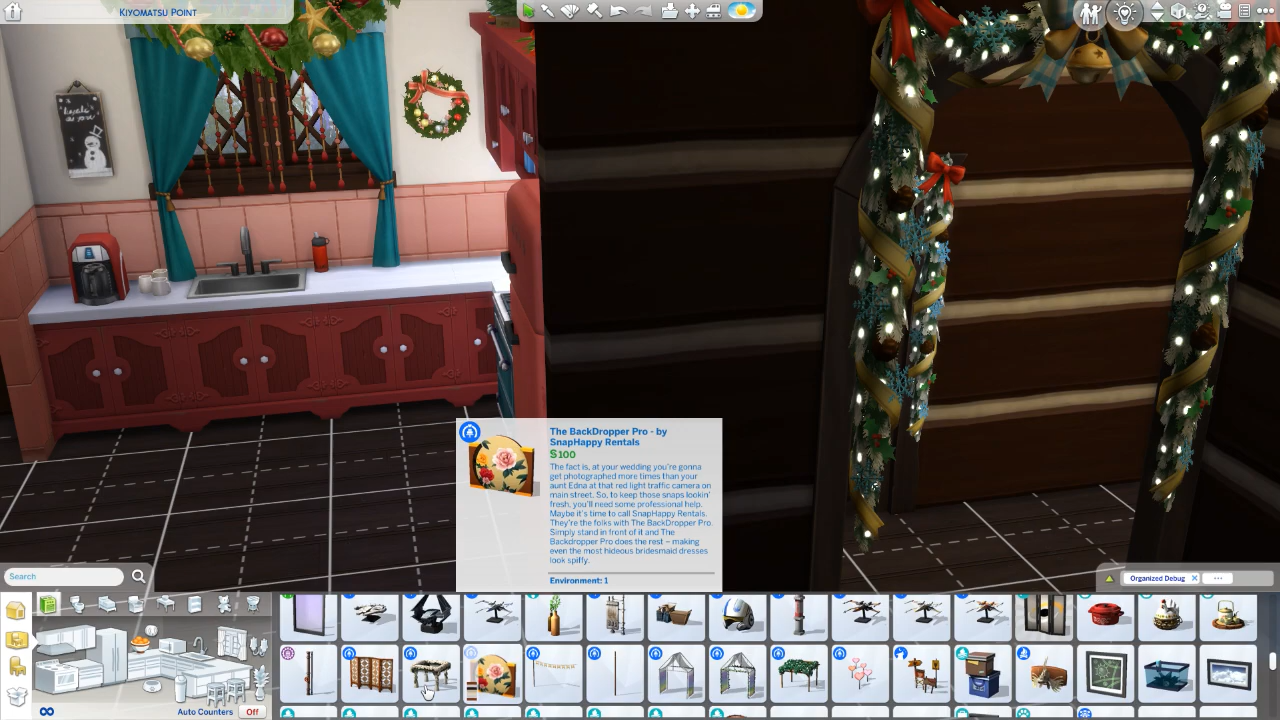 Kiyomatsu Point
The BackDropper Pro - by
SnapHappy Rentals
§100
The fact is, at your wedding you're gonna
get photographed more times than your
aunt Edna at that red light traffic camera on
main street. So, to keep those snaps lookin'
fresh, you'll need some professional help.
Maybe it's time to call SnapHappy Rentals.
They're the folks with The BackDropper Pro.
Simply stand in front of it and The
Backdropper Pro does the rest – making
even the most hideous bridesmaid dresses
look spiffy.
Environment: 1
Search
Organized Debug
Auto Counters Off